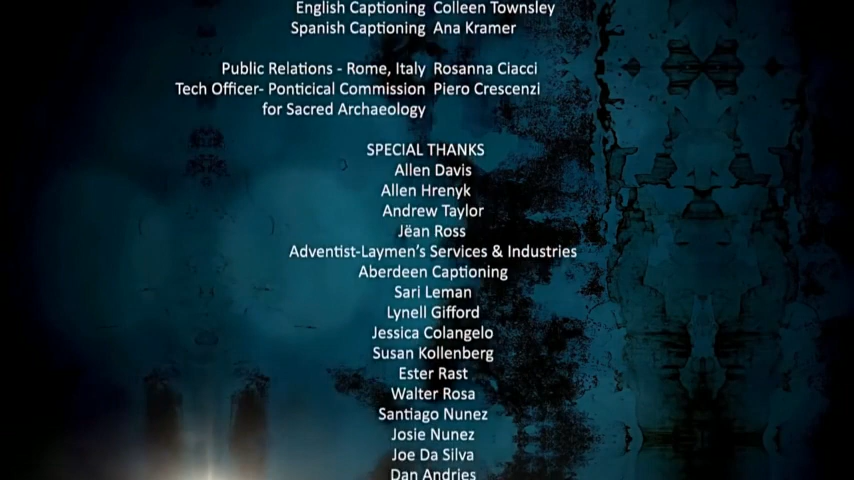 English Captioning Colleen Townsley
Spanish Captioning Ana Kramer
Public Relations - Rome, Italy Rosanna Ciacci
Tech Officer- Ponticical Commission Piero Crescenzi
for Sacred Archaeology
SPECIAL THANKS
Allen Davis
Allen Hrenyk
Andrew Taylor
Jëan Ross
Adventist-Laymen’s Services & Industries
Aberdeen Captioning
Sari Leman
Lynell Gifford
Jessica Colangelo
Susan Kollenberg
Ester Rast
Walter Rosa
Santiago Nunez
Josie Nunez
Joe Da Silva
Dan Andries